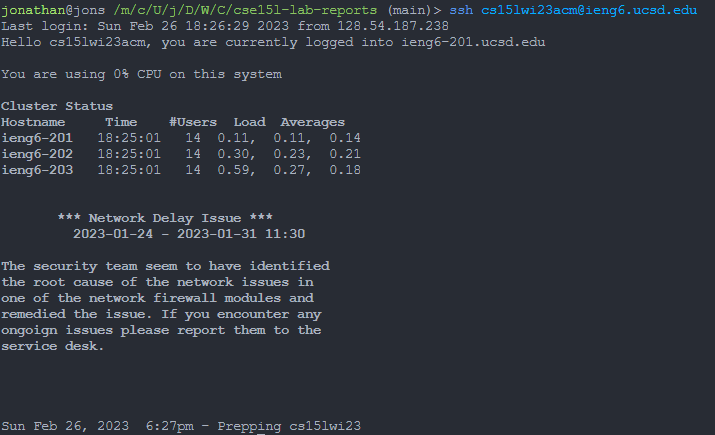 jonathan@jons /m/c/U/j/D/W/C/cse15l-lab-reports (main)> ssh cs15lwi23acm@ieng6.ucsd.edu
Last login: Sun Feb 26 18:26:29 2023 from 128.54.187.238
Hello cs15lwi23acm, you are currently logged into ieng6-201.ucsd.edu
You are using 0% CPU on this system
Cluster Status
Hostname     Time    #Users  Load  Averages
ieng6-201   18:25:01   14  0.11,  0.11,  0.14
ieng6-202   18:25:01   14  0.30,  0.23,  0.21
ieng6-203   18:25:01   14  0.59,  0.27,  0.18
*** Network Delay Issue ***
2023-01-24 - 2023-01-31 11:30
The security team seem to have identified
the root cause of the network issues in
one of the network firewall modules and
remedied the issue. If you encounter any
ongoign issues please report them to the
service desk.
Sun Feb 26, 2023  6:27pm - Prepping cs15lwi23